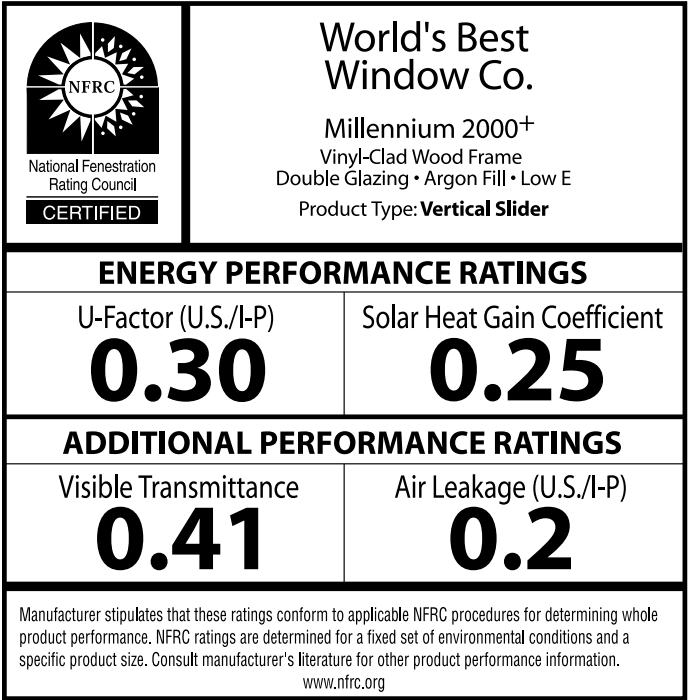 NFRC
National Fenestration
Rating Council
CERTIFIED
World's Best
Window Co.
Millennium 2000+
Vinyl-Clad Wood Frame
Double Glazing • Argon Fill • Low E
Product Type: Vertical Slider
ENERGY PERFORMANCE RATINGS
U-Factor (U.S./I-P)
0.30
Solar Heat Gain Coefficient
0.25
ADDITIONAL PERFORMANCE RATINGS
Visible Transmittance
0.41
Air Leakage (U.S./I-P)
0.2
Manufacturer stipulates that these ratings conform to applicable NFRC procedures for determining whole
product performance. NFRC ratings are determined for a fixed set of environmental conditions and a
specific product size. Consult manufacturer's literature for other product performance information.
www.nfrc.org